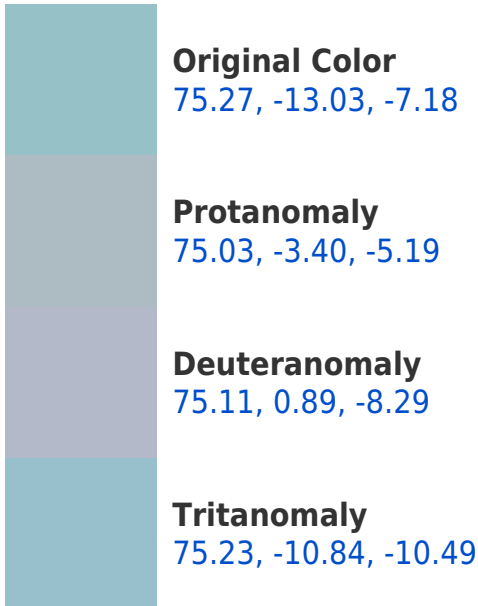 Original Color
75.27, -13.03, -7.18
Protanomaly
75.03, -3.40, -5.19
Deuteranomaly
75.11, 0.89, -8.29
Tritanomaly
75.23, -10.84, -10.49